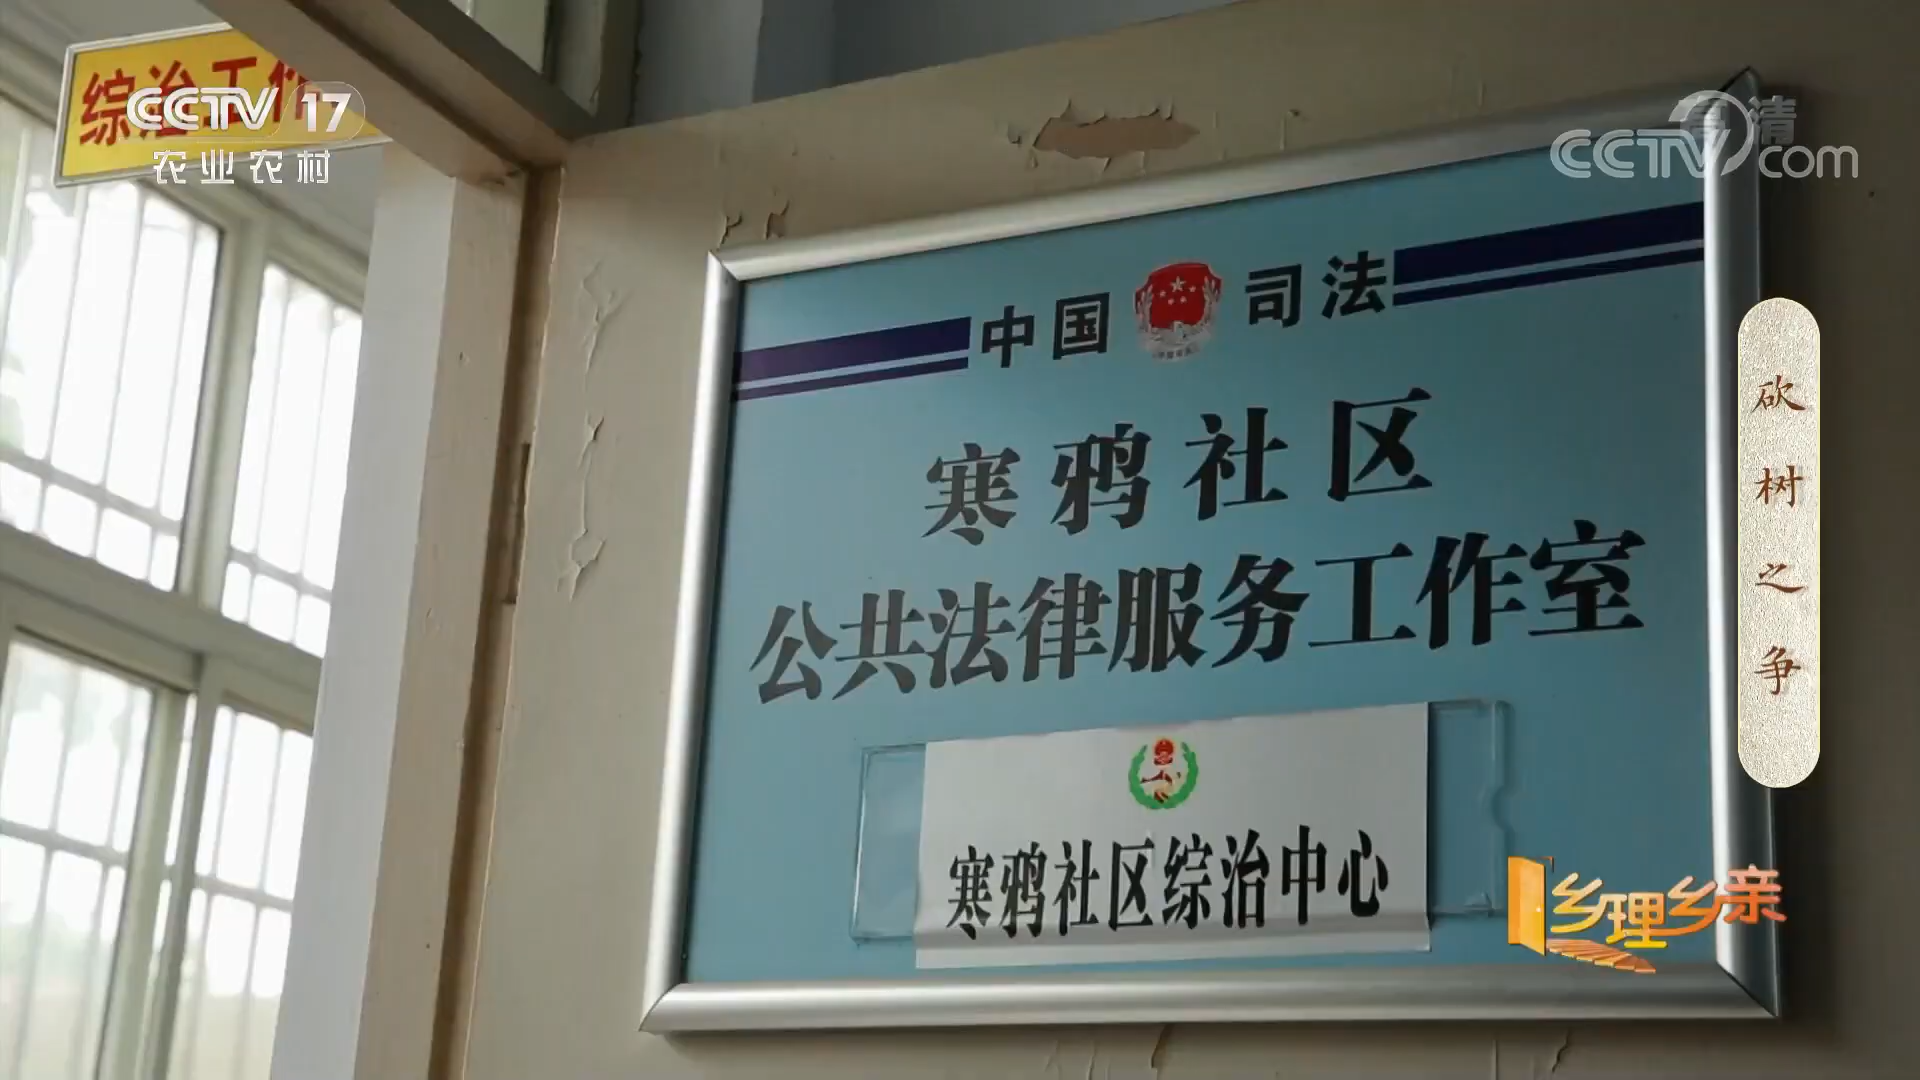 综治工作
CCTV 17
农业农村
高清
CCTV com
中国 司法
寒鸦社区
公共法律服务工作室
寒鸦社区综治中心
砍树之争
乡理乡亲